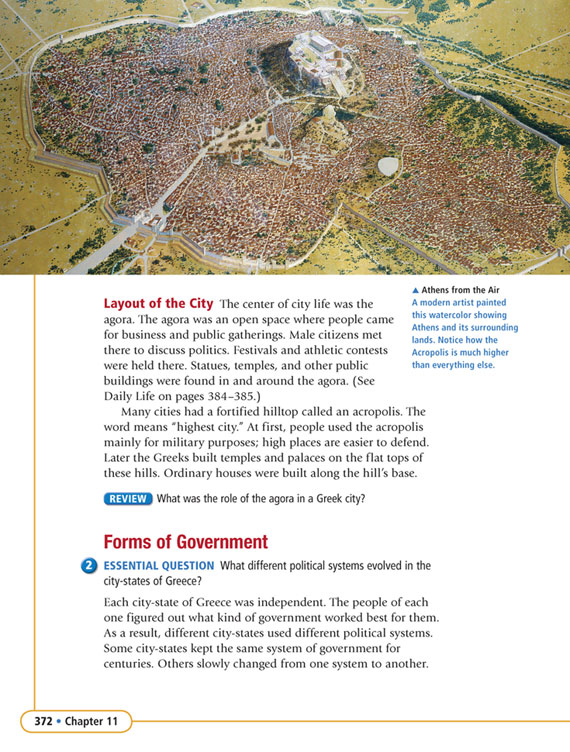 ▲ Athens from the Air
A modern artist painted
this watercolor showing
Athens and its surrounding
lands. Notice how the
Acropolis is much higher
than everything else.
Layout of the City The center of city life was the
agora. The agora was an open space where people came
for business and public gatherings. Male citizens met
there to discuss politics. Festivals and athletic contests
were held there. Statues, temples, and other public
buildings were found in and around the agora. (See
Daily Life on pages 384–385.)
Many cities had a fortified hilltop called an acropolis. The
word means “highest city.” At first, people used the acropolis
mainly for military purposes; high places are easier to defend.
Later the Greeks built temples and palaces on the flat tops of
these hills. Ordinary houses were built along the hill’s base.
REVIEW What was the role of the agora in a Greek city?
Forms of Government
2 ESSENTIAL QUESTION What different political systems evolved in the
city-states of Greece?
Each city-state of Greece was independent. The people of each
one figured out what kind of government worked best for them.
As a result, different city-states used different political systems.
Some city-states kept the same system of government for
centuries. Others slowly changed from one system to another.
372 • Chapter 11